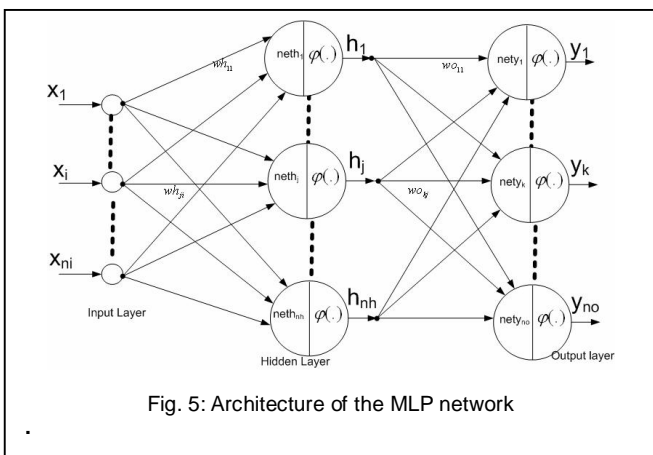 neth₁ φ(.) h₁ nety₁ φ(.) y₁
wh₁₁ wo₁₁
x₁
xᵢ nethⱼ φ(.) hⱼ netyₖ φ(.) yₖ
whⱼᵢ woₖⱼ
xₙᵢ
Input Layer nethₙₕ φ(.) hₙₕ netyₙₒ φ(.) yₙₒ
Hidden Layer Output layer
Fig. 5: Architecture of the MLP network
.